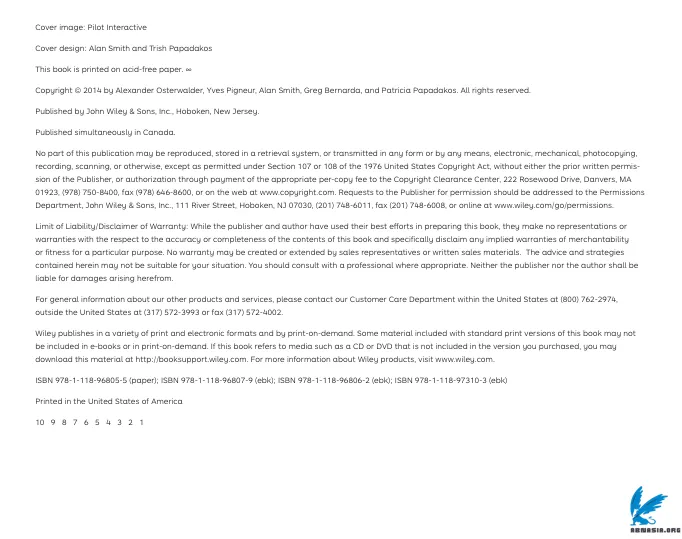 Cover image: Pilot Interactive
Cover design: Alan Smith and Trish Papadakos
This book is printed on acid-free paper. ∞
Copyright © 2014 by Alexander Osterwalder, Yves Pigneur, Alan Smith, Greg Bernarda, and Patricia Papadakos. All rights reserved.
Published by John Wiley & Sons, Inc., Hoboken, New Jersey.
Published simultaneously in Canada.
No part of this publication may be reproduced, stored in a retrieval system, or transmitted in any form or by any means, electronic, mechanical, photocopying,
recording, scanning, or otherwise, except as permitted under Section 107 or 108 of the 1976 United States Copyright Act, without either the prior written permis-
sion of the Publisher, or authorization through payment of the appropriate per-copy fee to the Copyright Clearance Center, 222 Rosewood Drive, Danvers, MA
01923, (978) 750-8400, fax (978) 646-8600, or on the web at www.copyright.com. Requests to the Publisher for permission should be addressed to the Permissions
Department, John Wiley & Sons, Inc., 111 River Street, Hoboken, NJ 07030, (201) 748-6011, fax (201) 748-6008, or online at www.wiley.com/go/permissions.
Limit of Liability/Disclaimer of Warranty: While the publisher and author have used their best efforts in preparing this book, they make no representations or
warranties with the respect to the accuracy or completeness of the contents of this book and specifically disclaim any implied warranties of merchantability
or fitness for a particular purpose. No warranty may be created or extended by sales representatives or written sales materials.  The advice and strategies
contained herein may not be suitable for your situation. You should consult with a professional where appropriate. Neither the publisher nor the author shall be
liable for damages arising herefrom.
For general information about our other products and services, please contact our Customer Care Department within the United States at (800) 762-2974,
outside the United States at (317) 572-3993 or fax (317) 572-4002.
Wiley publishes in a variety of print and electronic formats and by print-on-demand. Some material included with standard print versions of this book may not
be included in e-books or in print-on-demand. If this book refers to media such as a CD or DVD that is not included in the version you purchased, you may
download this material at http://booksupport.wiley.com. For more information about Wiley products, visit www.wiley.com.
ISBN 978-1-118-96805-5 (paper); ISBN 978-1-118-96807-9 (ebk); ISBN 978-1-118-96806-2 (ebk); ISBN 978-1-118-97310-3 (ebk)
Printed in the United States of America
10 9 8 7 6 5 4 3 2 1
ABNASIA.ORG